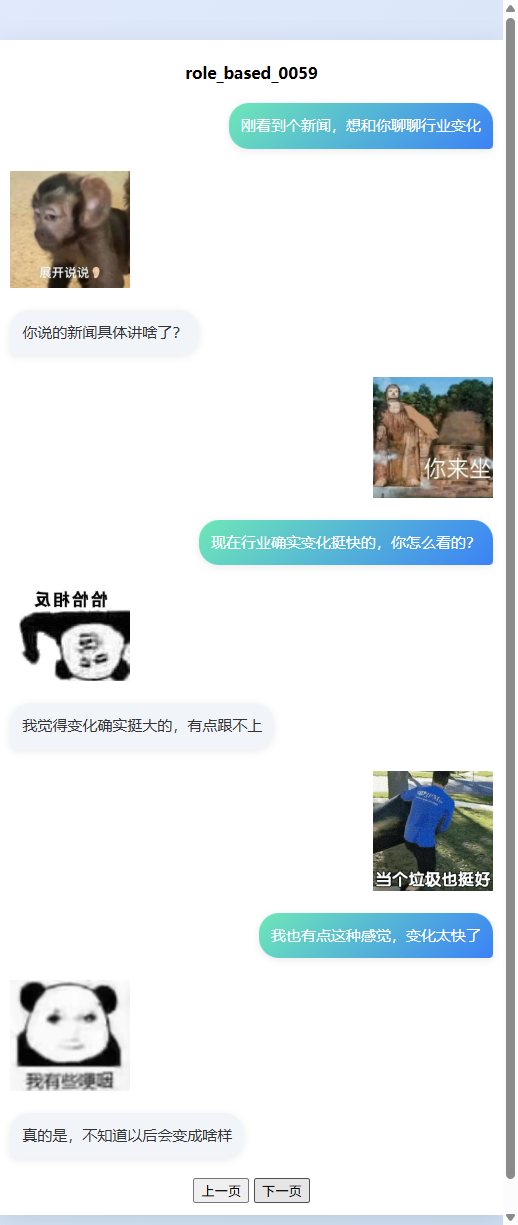 role_based_0059
刚看到个新闻，想和你聊聊行业变化
展开说说
你说的新闻具体讲啥了？
你来坐
现在行业确实变化挺快的，你怎么看的？
恰恰相反
我觉得变化确实挺大的，有点跟不上
当个垃圾也挺好
我也有点这种感觉，变化太快了
我有些哽咽
真的是，不知道以后会变成啥样
上一页 下一页